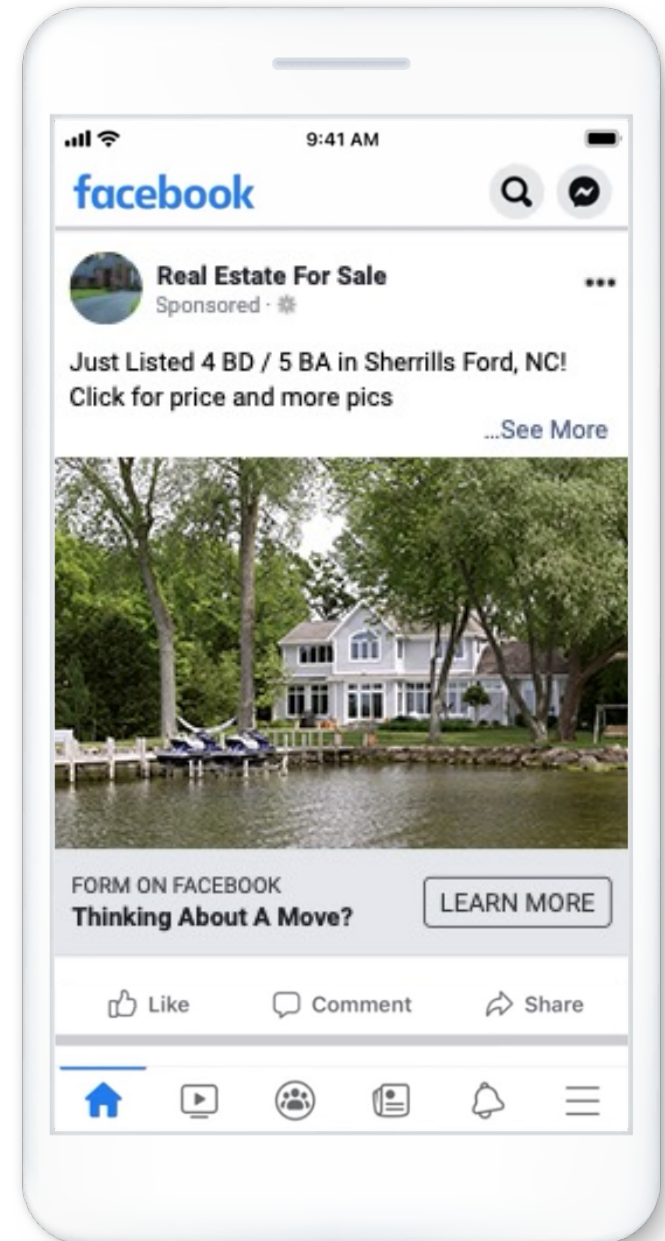 9:41 AM
facebook
Real Estate For Sale
Sponsored ·
Just Listed 4 BD / 5 BA in Sherrills Ford, NC!
Click for price and more pics
...See More
FORM ON FACEBOOK
Thinking About A Move?
LEARN MORE
Like Comment Share